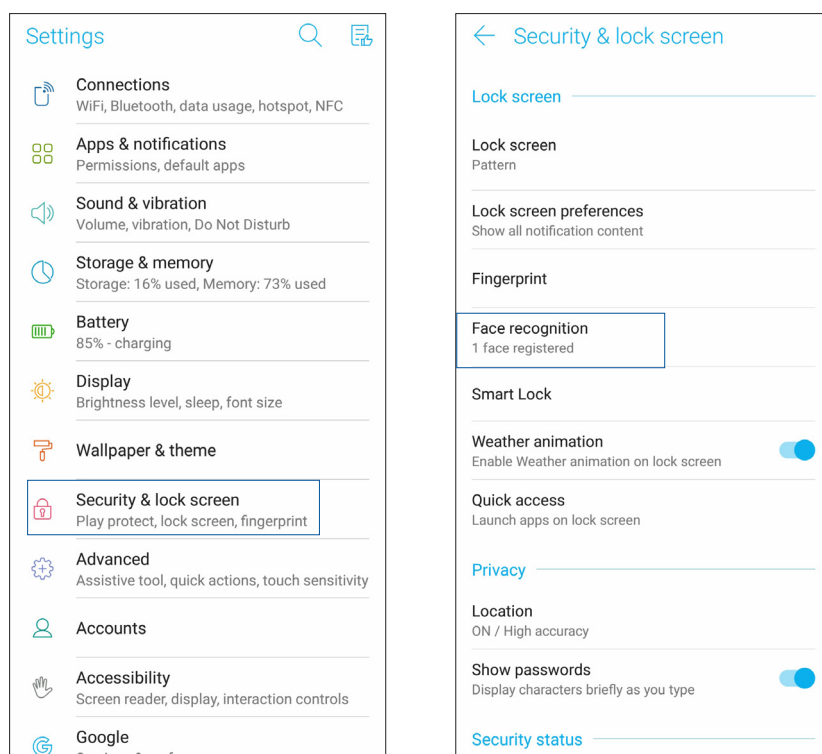 Settings
Connections
WiFi, Bluetooth, data usage, hotspot, NFC
Apps & notifications
Permissions, default apps
Sound & vibration
Volume, vibration, Do Not Disturb
Storage & memory
Storage: 16% used, Memory: 73% used
Battery
85% - charging
Display
Brightness level, sleep, font size
Wallpaper & theme
Security & lock screen
Play protect, lock screen, fingerprint
Advanced
Assistive tool, quick actions, touch sensitivity
Accounts
Accessibility
Screen reader, display, interaction controls
Google
Security & lock screen
Lock screen
Lock screen
Pattern
Lock screen preferences
Show all notification content
Fingerprint
Face recognition
1 face registered
Smart Lock
Weather animation
Enable Weather animation on lock screen
Quick access
Launch apps on lock screen
Privacy
Location
ON / High accuracy
Show passwords
Display characters briefly as you type
Security status